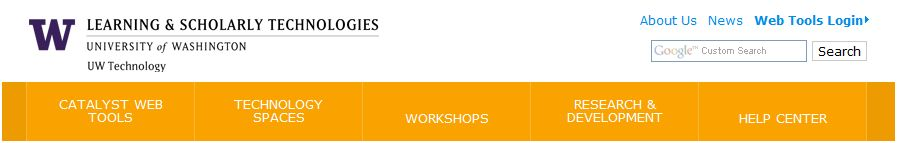 W LEARNING & SCHOLARLY TECHNOLOGIES
UNIVERSITY of WASHINGTON
UW Technology
About Us News Web Tools Login
Google™ Custom Search Search
CATALYST WEB TOOLS
TECHNOLOGY SPACES
WORKSHOPS
RESEARCH & DEVELOPMENT
HELP CENTER